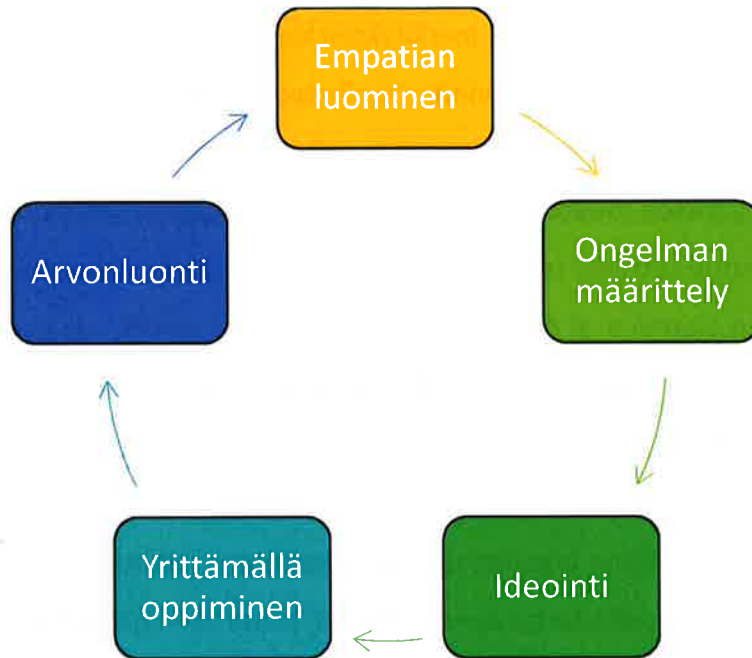 Empatian
luominen
Ongelman
määrittely
Ideointi
Yrittämällä
oppiminen
Arvonluonti